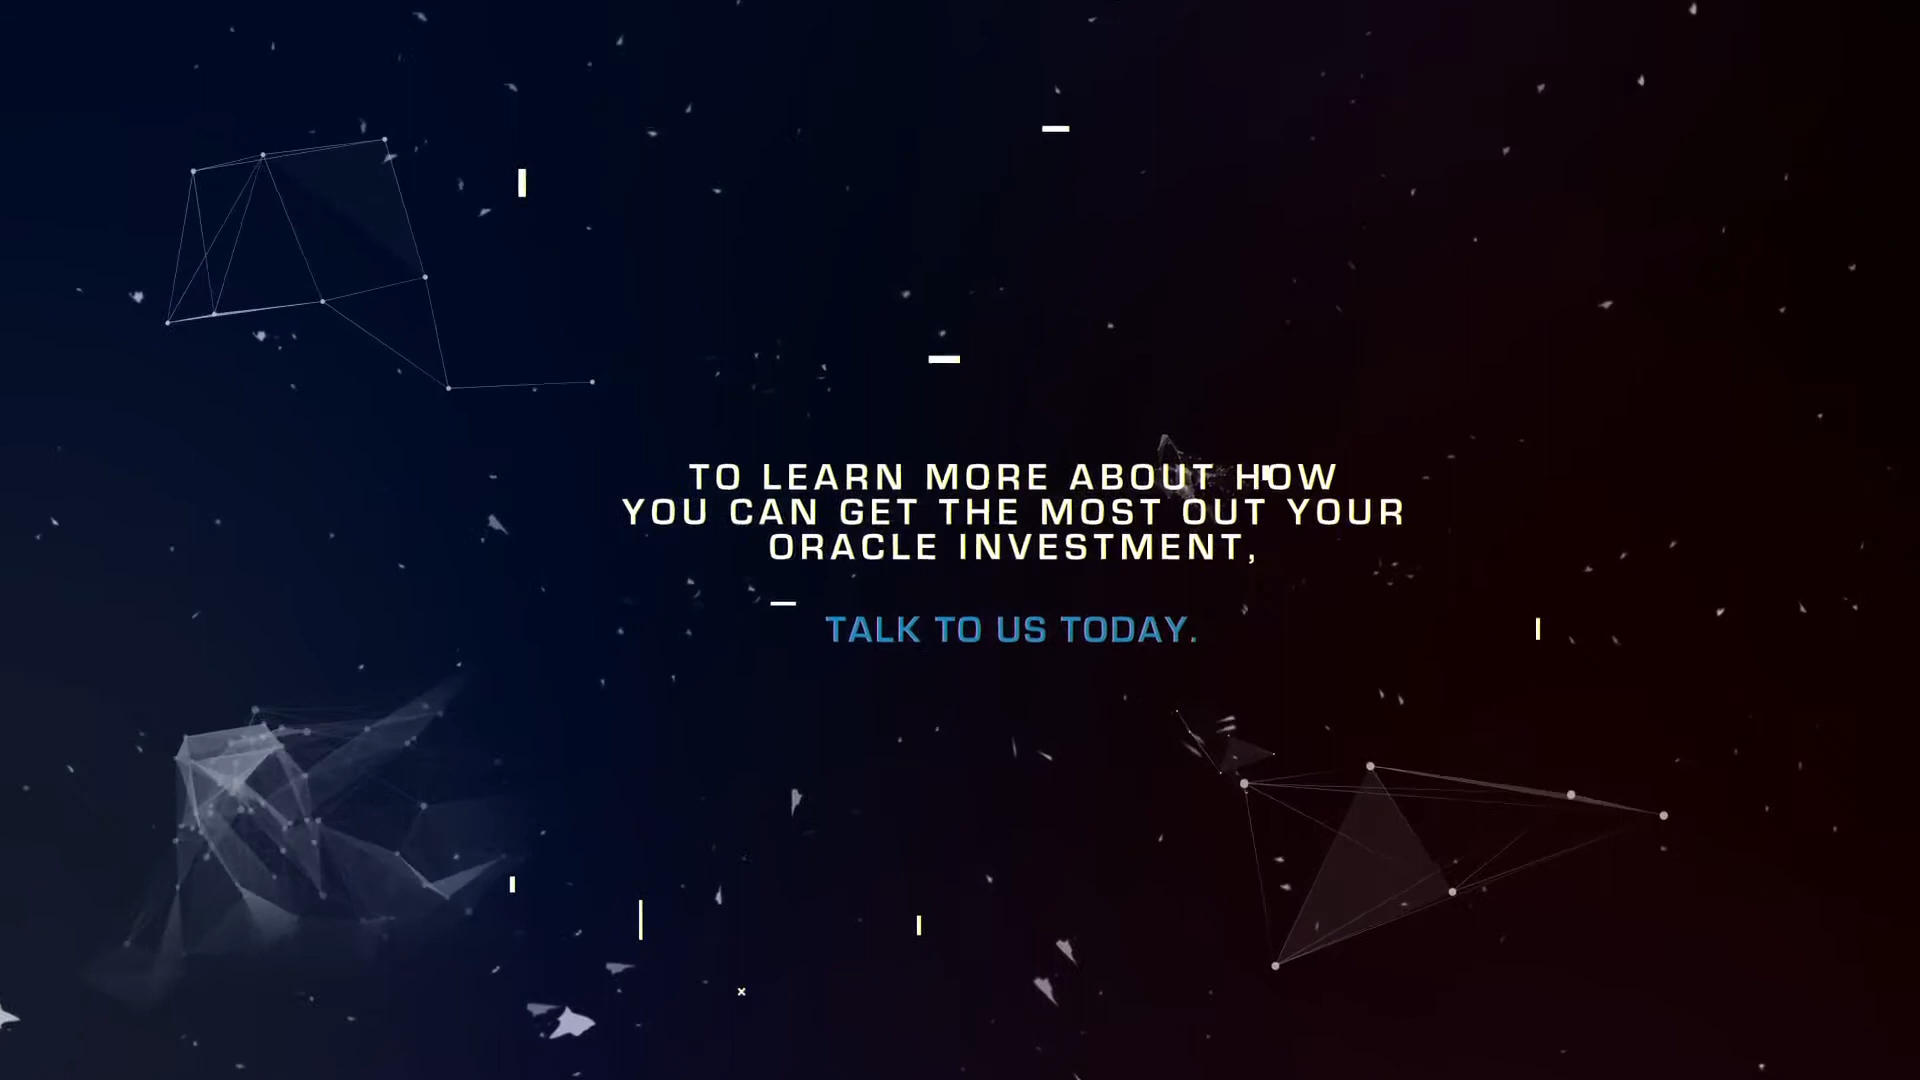 TO LEARN MORE ABOUT HOW
YOU CAN GET THE MOST OUT YOUR
ORACLE INVESTMENT,
TALK TO US TODAY.